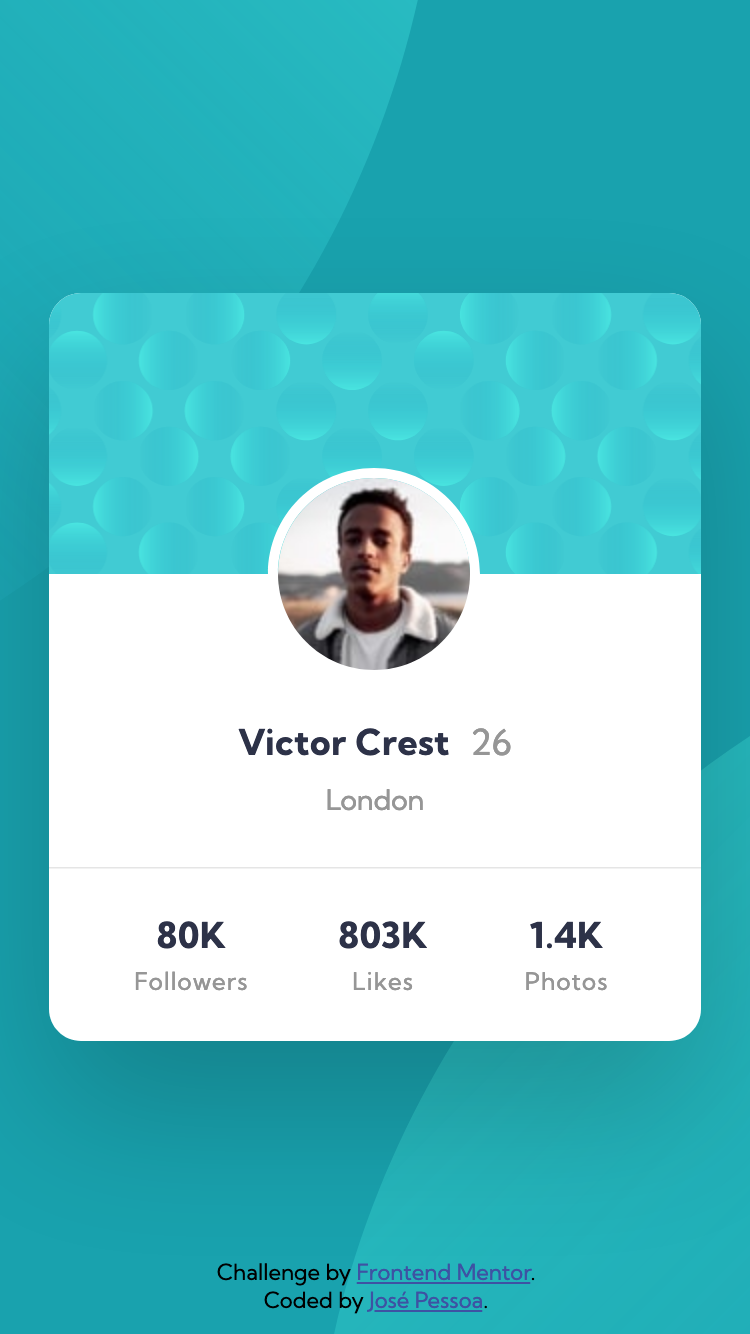 Victor Crest 26
London
80K 803K 1.4K
Followers Likes Photos
Challenge by Frontend Mentor.
Coded by José Pessoa.